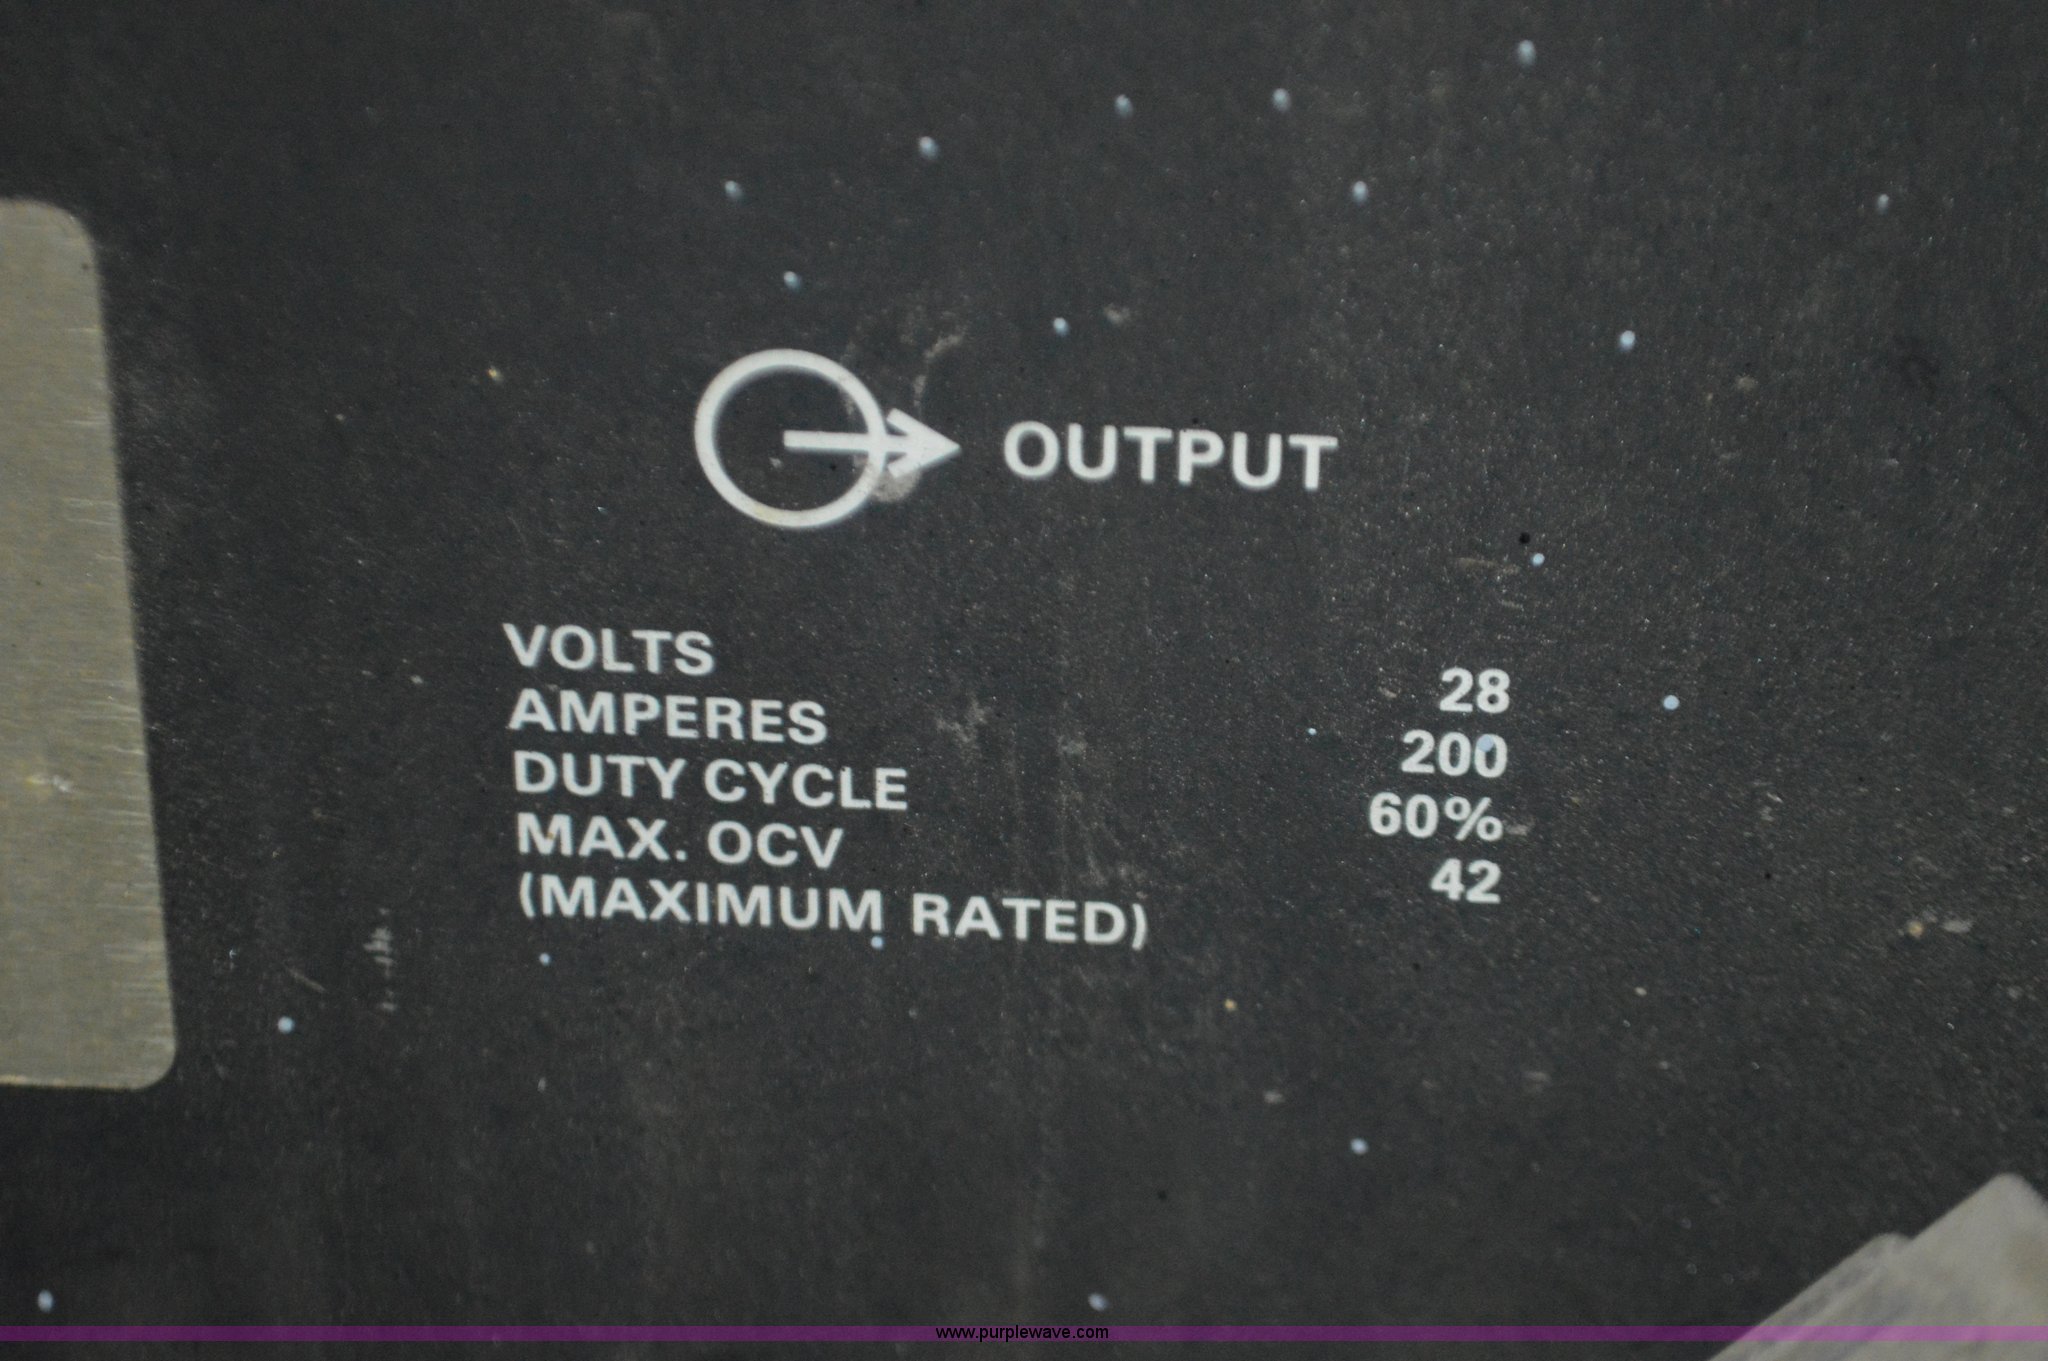 OUTPUT
VOLTS 28
AMPERES 200
DUTY CYCLE 60%
MAX. OCV 42
(MAXIMUM RATED)
www.purplewave.com